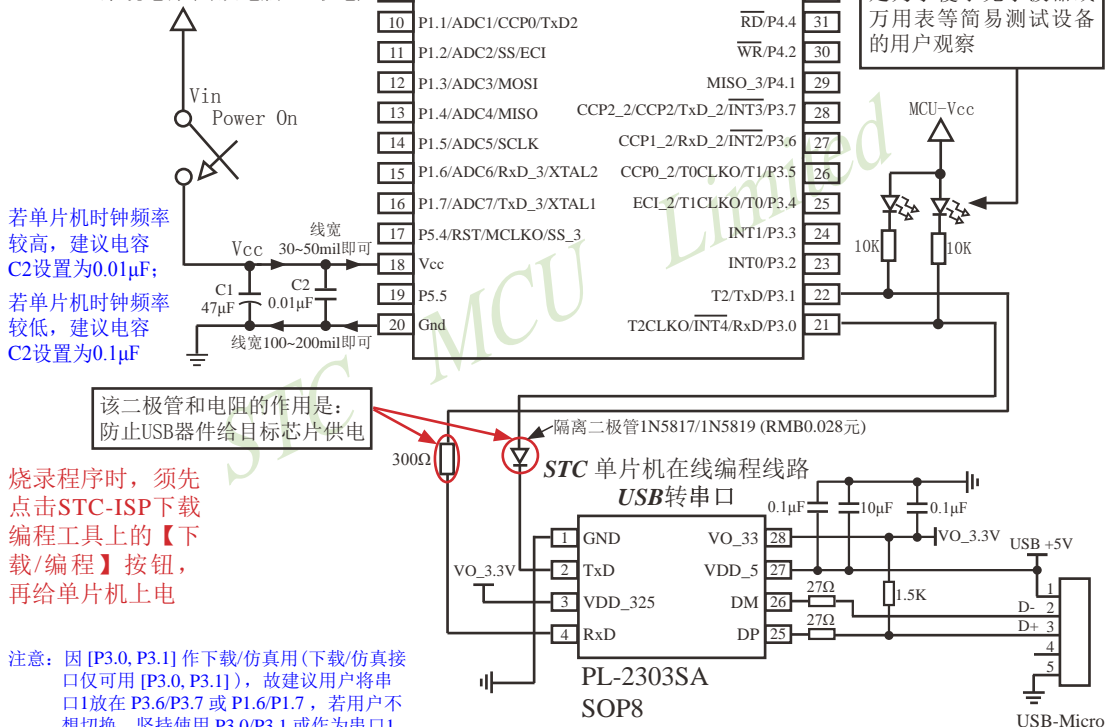 10 P1.1/ADC1/CCP0/TxD2
RD/P4.4 31
11 P1.2/ADC2/SS/ECI
WR/P4.2 30
12 P1.3/ADC3/MOSI
MISO_3/P4.1 29
13 P1.4/ADC4/MISO
CCP2_2/CCP2/TxD_2/INT3/P3.7 28
14 P1.5/ADC5/SCLK
CCP1_2/RxD_2/INT2/P3.6 27
15 P1.6/ADC6/RxD_3/XTAL2
CCP0_2/T0CLKO/T1/P3.5 26
16 P1.7/ADC7/TxD_3/XTAL1
ECI_2/T1CLKO/T0/P3.4 25
17 P5.4/RST/MCLKO/SS_3
INT1/P3.3 24
18 Vcc
INT0/P3.2 23
19 P5.5
T2/TxD/P3.1 22
20 Gnd
T2CLKO/INT4/RxD/P3.0 21
万用表等简易测试设备
的用户观察
MCU-Vcc
10K
10K
Vin
Power On
若单片机时钟频率
较高，建议电容
C2设置为0.01μF；
若单片机时钟频率
较低，建议电容
C2设置为0.1μF
线宽
30~50mil即可
Vcc
C1
47μF
C2
0.01μF
线宽100~200mil即可
STC MCU Limited
该二极管和电阻的作用是：
防止USB器件给目标芯片供电
300Ω
隔离二极管1N5817/1N5819 (RMB0.028元)
STC 单片机在线编程线路
USB转串口
烧录程序时，须先
点击STC-ISP下载
编程工具上的【下
载/编程】按钮，
再给单片机上电
0.1μF
10μF
0.1μF
VO_3.3V
USB +5V
1 GND
VO_33 28
2 TxD
VDD_5 27
3 VDD_325
DM 26
4 RxD
DP 25
VO_3.3V
27Ω
27Ω
1.5K
D-
D+
1
2
3
4
5
PL-2303SA
SOP8
USB-Micro
注意：因 [P3.0, P3.1] 作下载/仿真用(下载/仿真接
口仅可用 [P3.0, P3.1] )，故建议用户将串
口1放在 P3.6/P3.7 或 P1.6/P1.7 ，若用户不
想切换，坚持使用 P3.0/P3.1 或作为串口1